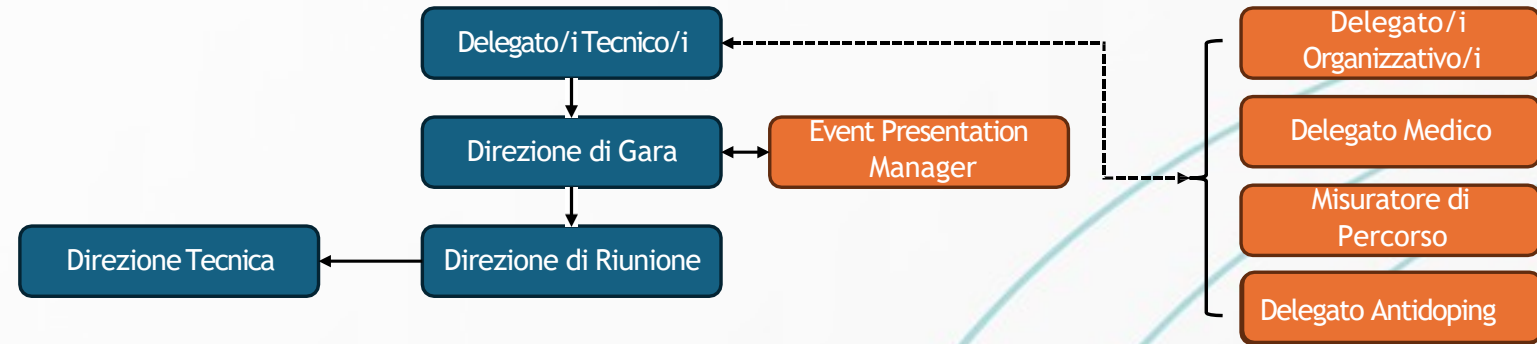 Delegato/i Tecnico/i
Direzione di Gara
Event Presentation
Manager
Direzione Tecnica
Direzione di Riunione
Delegato/i
Organizzativo/i
Delegato Medico
Misuratore di
Percorso
Delegato Antidoping